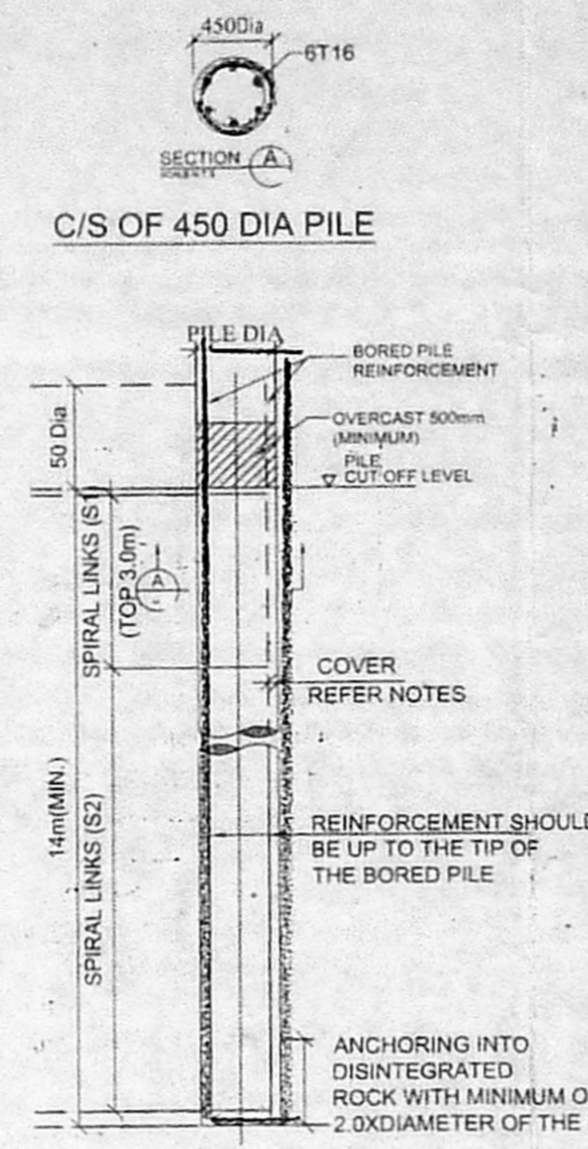 450Dia
6T16
SECTION A
C/S OF 450 DIA PILE
PILE DIA
BORED PILE
REINFORCEMENT
OVERCAST 500mm
(MINIMUM)
PILE
CUT OFF LEVEL
50 Dia
SPIRAL LINKS (S1)
(TOP 3.0m)
A
COVER
REFER NOTES
14m(MIN.)
SPIRAL LINKS (S2)
REINFORCEMENT SHOULD
BE UP TO THE TIP OF
THE BORED PILE
ANCHORING INTO
DISINTEGRATED
ROCK WITH MINIMUM O
2.0XDIAMETER OF THE